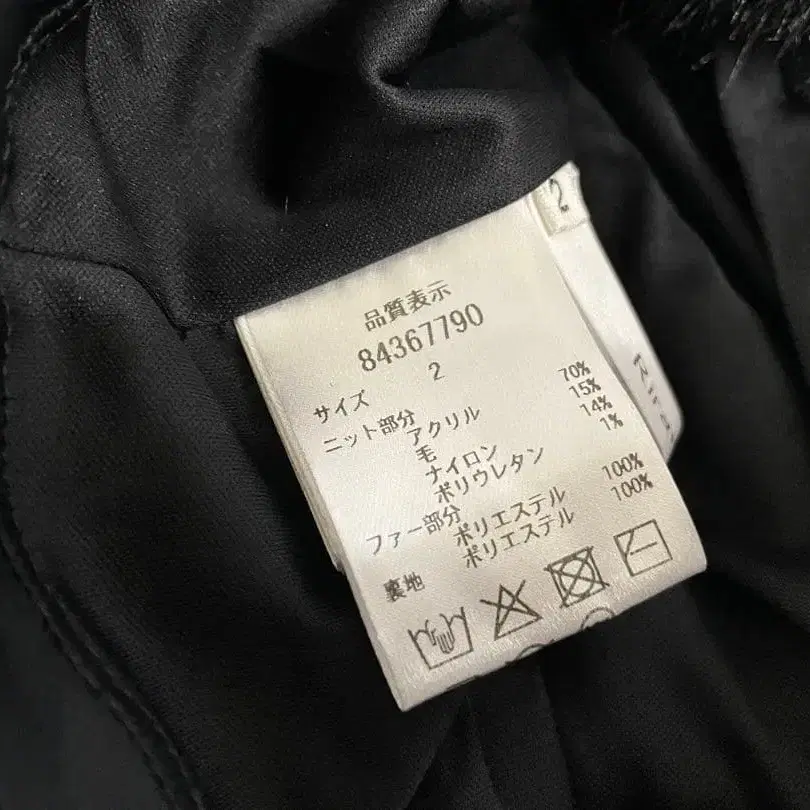 2
品質表示
84367790
サイズ 2
ニット部分
アクリル 70%
毛 15%
ナイロン 14%
ポリウレタン 1%
ファー部分
ポリエステル 100%
裏地 ポリエステル 100%